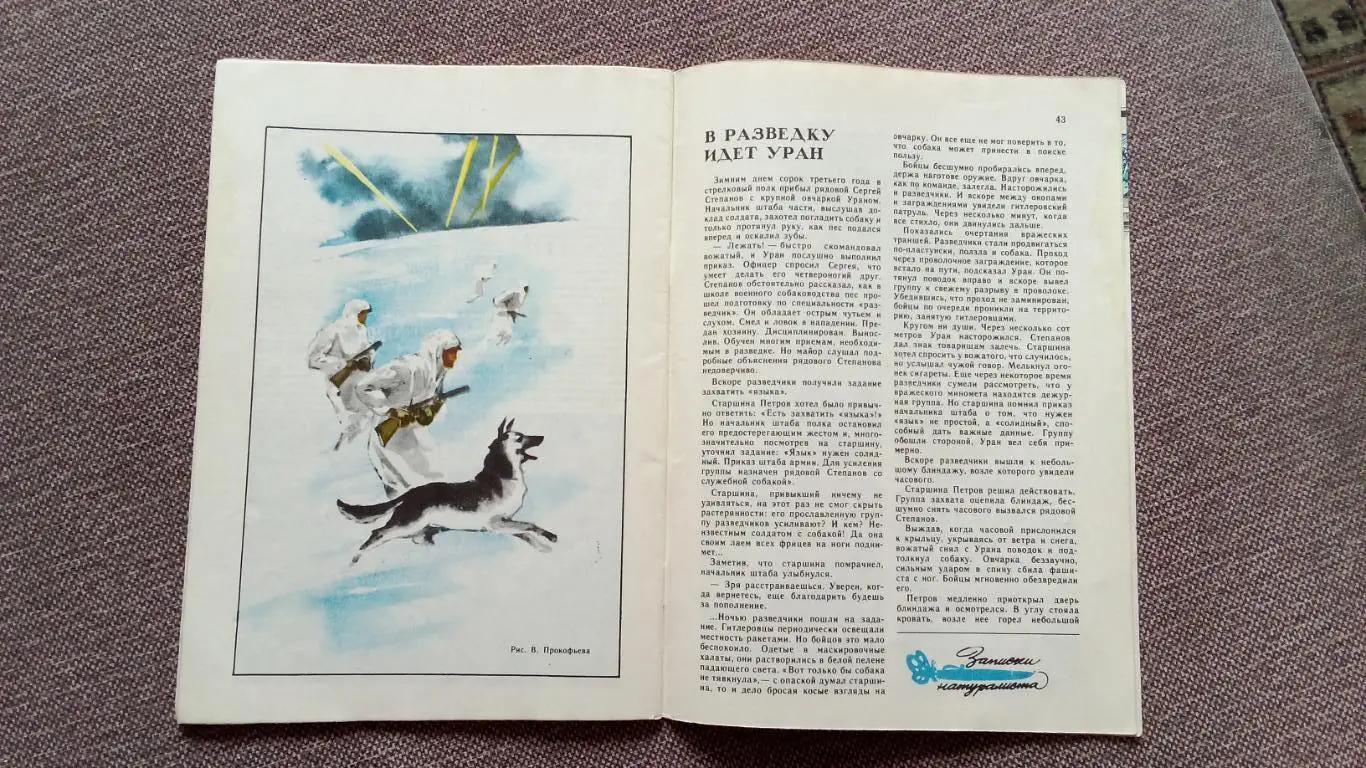 Рис. В. Прокофьева
43
В РАЗВЕДКУ
ИДЕТ УРАН
Зимним днем сорок третьего года в
стрелковый полк прибыл рядовой Сергей
Степанов с крупной овчаркой Ураном.
Начальник штаба части, выслушав до-
клад солдата, захотел погладить собаку и
только протянул руку, как пес подался
вперед и оскалил зубы.
— Лежать! — быстро скомандовал
вожатый, и Уран послушно выполнил
приказ. Офицер спросил Сергея, что
умеет делать его четвероногий друг.
Степанов обстоятельно рассказал, как в
школе военного собаководства пес про-
шел подготовку по специальности «раз-
ведчик». Он обладает острым чутьем и
слухом. Смел и ловок в нападении. Пре-
дан хозяину. Дисциплинирован. Вынос-
лив. Обучен многим приемам, необходи-
мым в разведке. Но майор слушал под-
робные объяснения рядового Степанова
недоверчиво.
Вскоре разведчики получили задание
захватить «языка».
Старшина Петров хотел было привыч-
но ответить: «Есть захватить «языка»!»
Но начальник штаба полка остановил
его предостерегающим жестом и, много-
значительно посмотрев на старшину,
уточнил задание: «Язык» нужен солид-
ный. Приказ штаба армии. Для усиления
группы назначен рядовой Степанов со
служебной собакой».
Старшина, привыкший ничему не
удивляться, на этот раз не смог скрыть
растерянности: его прославленную груп-
пу разведчиков усиливают? И кем? Не-
известным солдатом с собакой! Да она
своим лаем всех фрицев на ноги подни-
мет...
Заметив, что старшина помрачнел,
начальник штаба улыбнулся.
— Зря расстраиваешься. Уверен, ког-
да вернетесь, еще благодарить будешь
за пополнение.
...Ночью разведчики пошли на зада-
ние. Гитлеровцы периодически освещали
местность ракетами. Но бойцов это мало
беспокоило. Одетые в маскировочные
халаты, они растворились в белой пелене
падающего света. «Вот только бы собака
не тявкнула»,— с опаской думал старши-
на, то и дело бросая косые взгляды на
овчарку. Он все еще не мог поверить в то,
что собака может принести в поиске
пользу.
Бойцы бесшумно пробирались вперед,
держа наготове оружие. Вдруг овчарка,
как по команде, залегла. Насторожились
и разведчики. И вскоре между окопами
и заграждениями увидели гитлеровский
патруль. Через несколько минут, когда
все стихло, они двинулись дальше.
Показались очертания вражеских
траншей. Разведчики стали продвигаться
по-пластунски, ползла и собака. Проход
через проволочное заграждение, которое
встало на пути, подсказал Уран. Он по-
тянул поводок вправо и вскоре вывел
группу к свежему разрыву в проволоке.
Убедившись, что проход не заминирован,
бойцы по очереди проникли на террито-
рию, занятую гитлеровцами.
Кругом ни души. Через несколько сот
метров Уран насторожился. Степанов
дал знак товарищам залечь. Старшина
хотел спросить у вожатого, что случилось,
но услышал чужой говор. Мелькнул ого-
нек сигареты. Еще через некоторое время
разведчики сумели рассмотреть, что у
вражеского миномета находятся дежур-
ная группа. Но старшина помнил приказ
начальника штаба о том, что нужен
«язык» не простой, а «солидный», спо-
собный дать важные данные. Группу
обошли стороной, Уран вел себя при-
мерно.
Вскоре разведчики вышли к неболь-
шому блиндажу, возле которого увидели
часового.
Старшина Петров решил действовать.
Группа захвата оцепила блиндаж, бес-
шумно снять часового вызвался рядовой
Степанов.
Выждав, когда часовой прислонился
к крыльцу, укрываясь от ветра и снега,
вожатый снял с Урана поводок и под-
толкнул собаку. Овчарка беззвучно,
сильным ударом в спину сбила фаши-
ста с ног. Бойцы мгновенно обезвредили
его.
Петров медленно приоткрыл дверь
блиндажа и осмотрелся. В углу стояла
кровать, возле нее горел небольшой
Записки
натуралиста